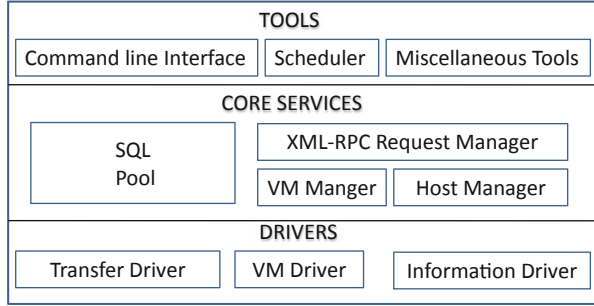 TOOLS
Command line Interface
Scheduler
Miscellaneous Tools
CORE SERVICES
SQL
Pool
XML-RPC Request Manager
VM Manger
Host Manager
DRIVERS
Transfer Driver
VM Driver
Information Driver